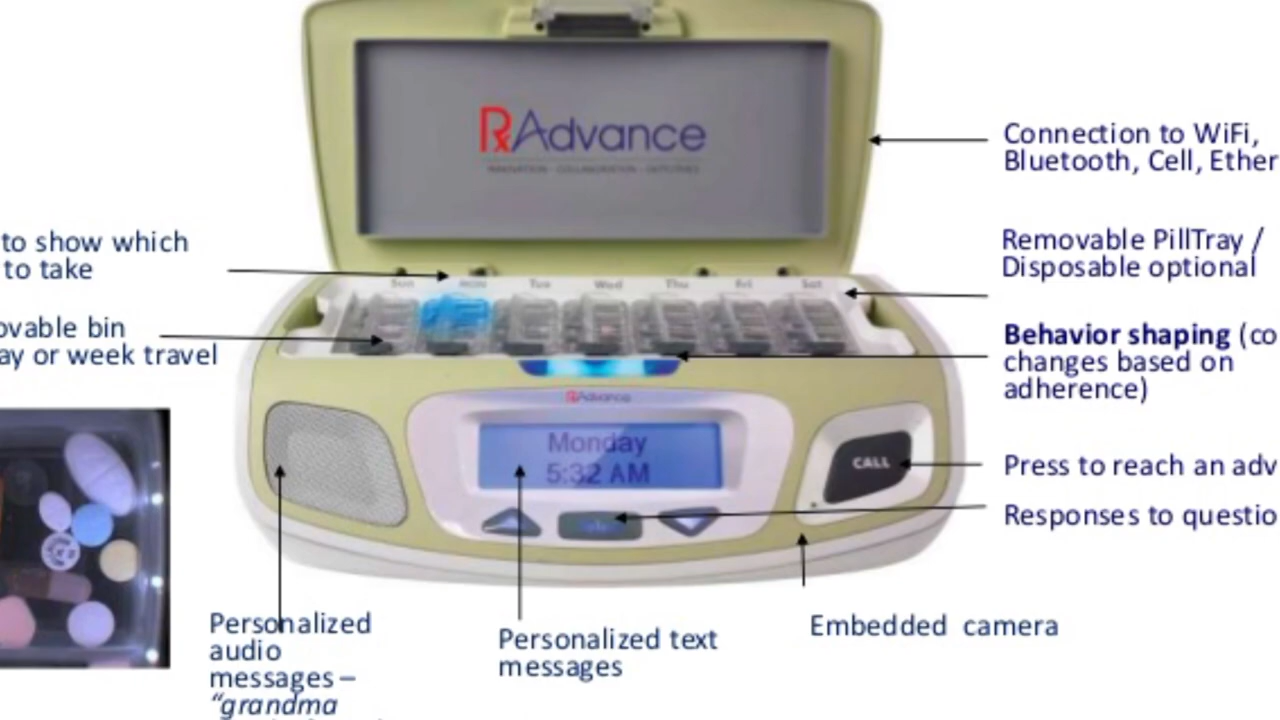 RxAdvance
INNOVATION - COLLABORATION - OUTCOMES
Connection to WiFi,
Bluetooth, Cell, Ether
to show which
to take
Removable PillTray /
Disposable optional
Sun Mon Tue Wed Thu Fri Sat
ovable bin
ay or week travel
Behavior shaping (co
changes based on
adherence)
RxAdvance
Monday
5:32 AM
CALL
Press to reach an adv
Responses to questio
Personalized
audio
messages –
“grandma
Personalized text
messages
Embedded camera